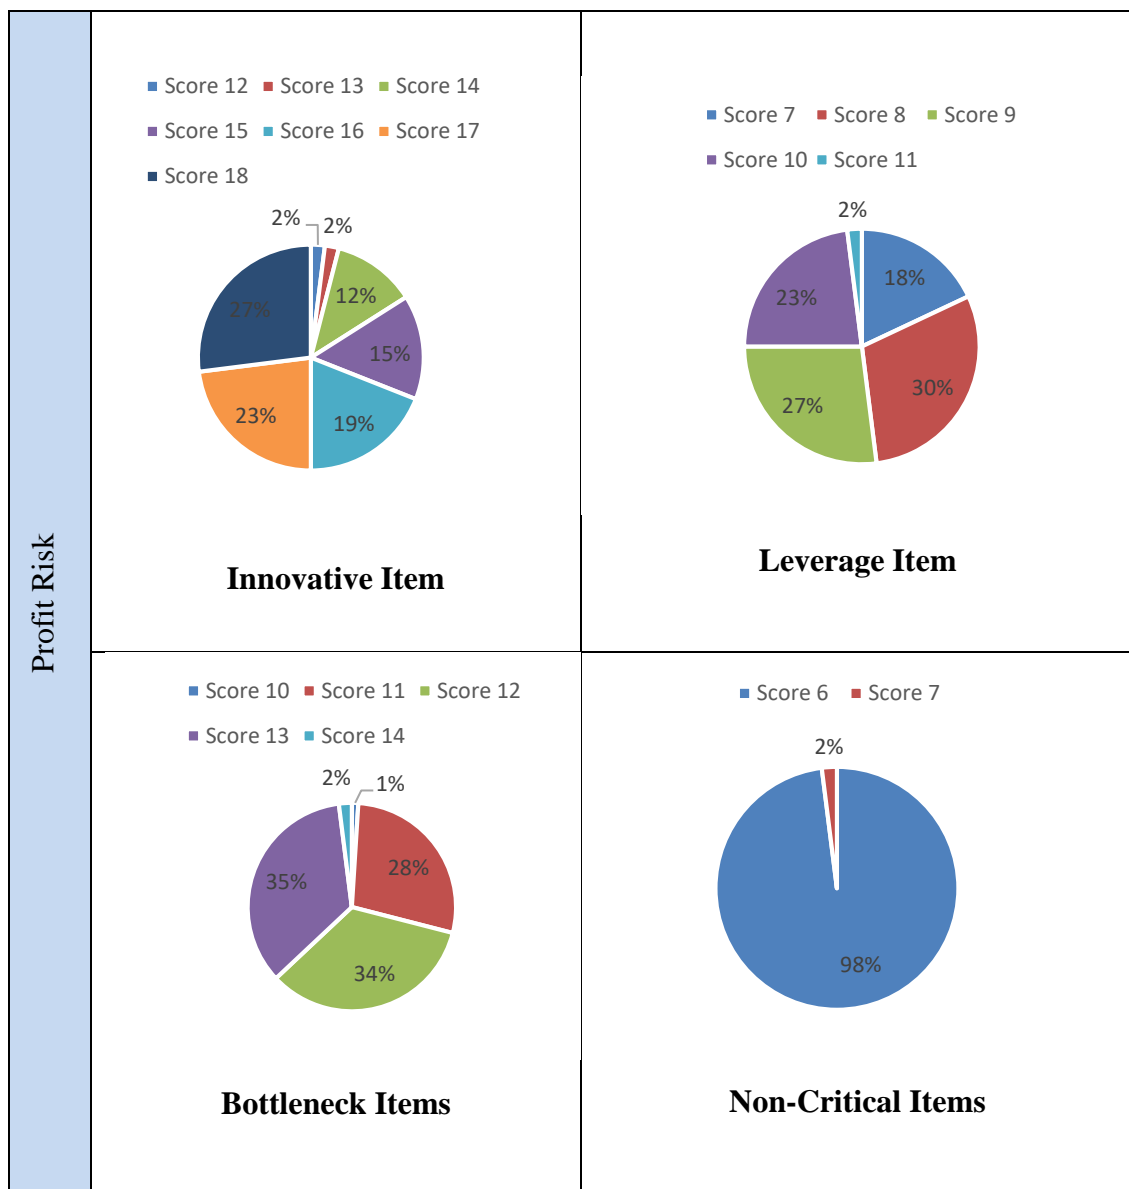 Profit Risk
Score 12 Score 13 Score 14
Score 15 Score 16 Score 17
Score 18
2% 2%
12%
27%
15%
23%
19%
Innovative Item
Score 7 Score 8 Score 9
Score 10 Score 11
2%
18%
23%
30%
27%
Leverage Item
Score 10 Score 11 Score 12
Score 13 Score 14
2% 1%
28%
35%
34%
Bottleneck Items
Score 6 Score 7
2%
98%
Non-Critical Items